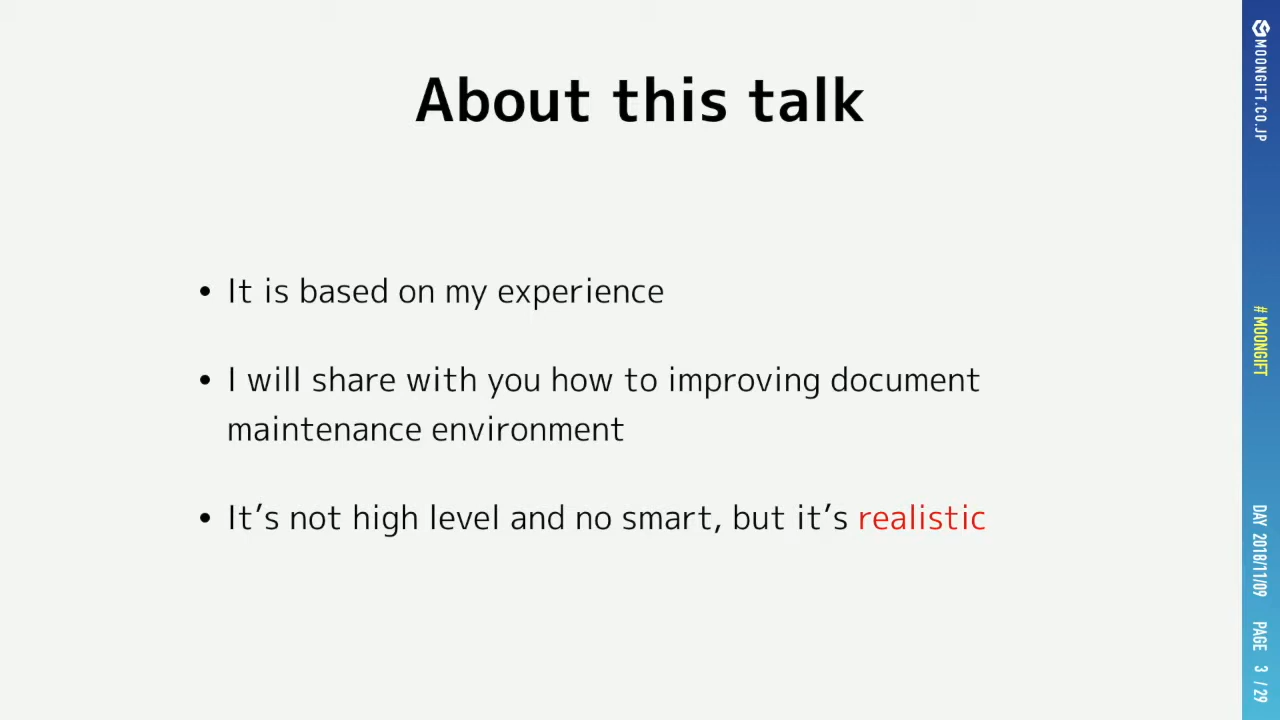 About this talk
• It is based on my experience
• I will share with you how to improving document
maintenance environment
• It’s not high level and no smart, but it’s realistic
MOONGIFT.CO.JP
# MOONGIFT
DAY 2018/11/09
PAGE 3 / 29